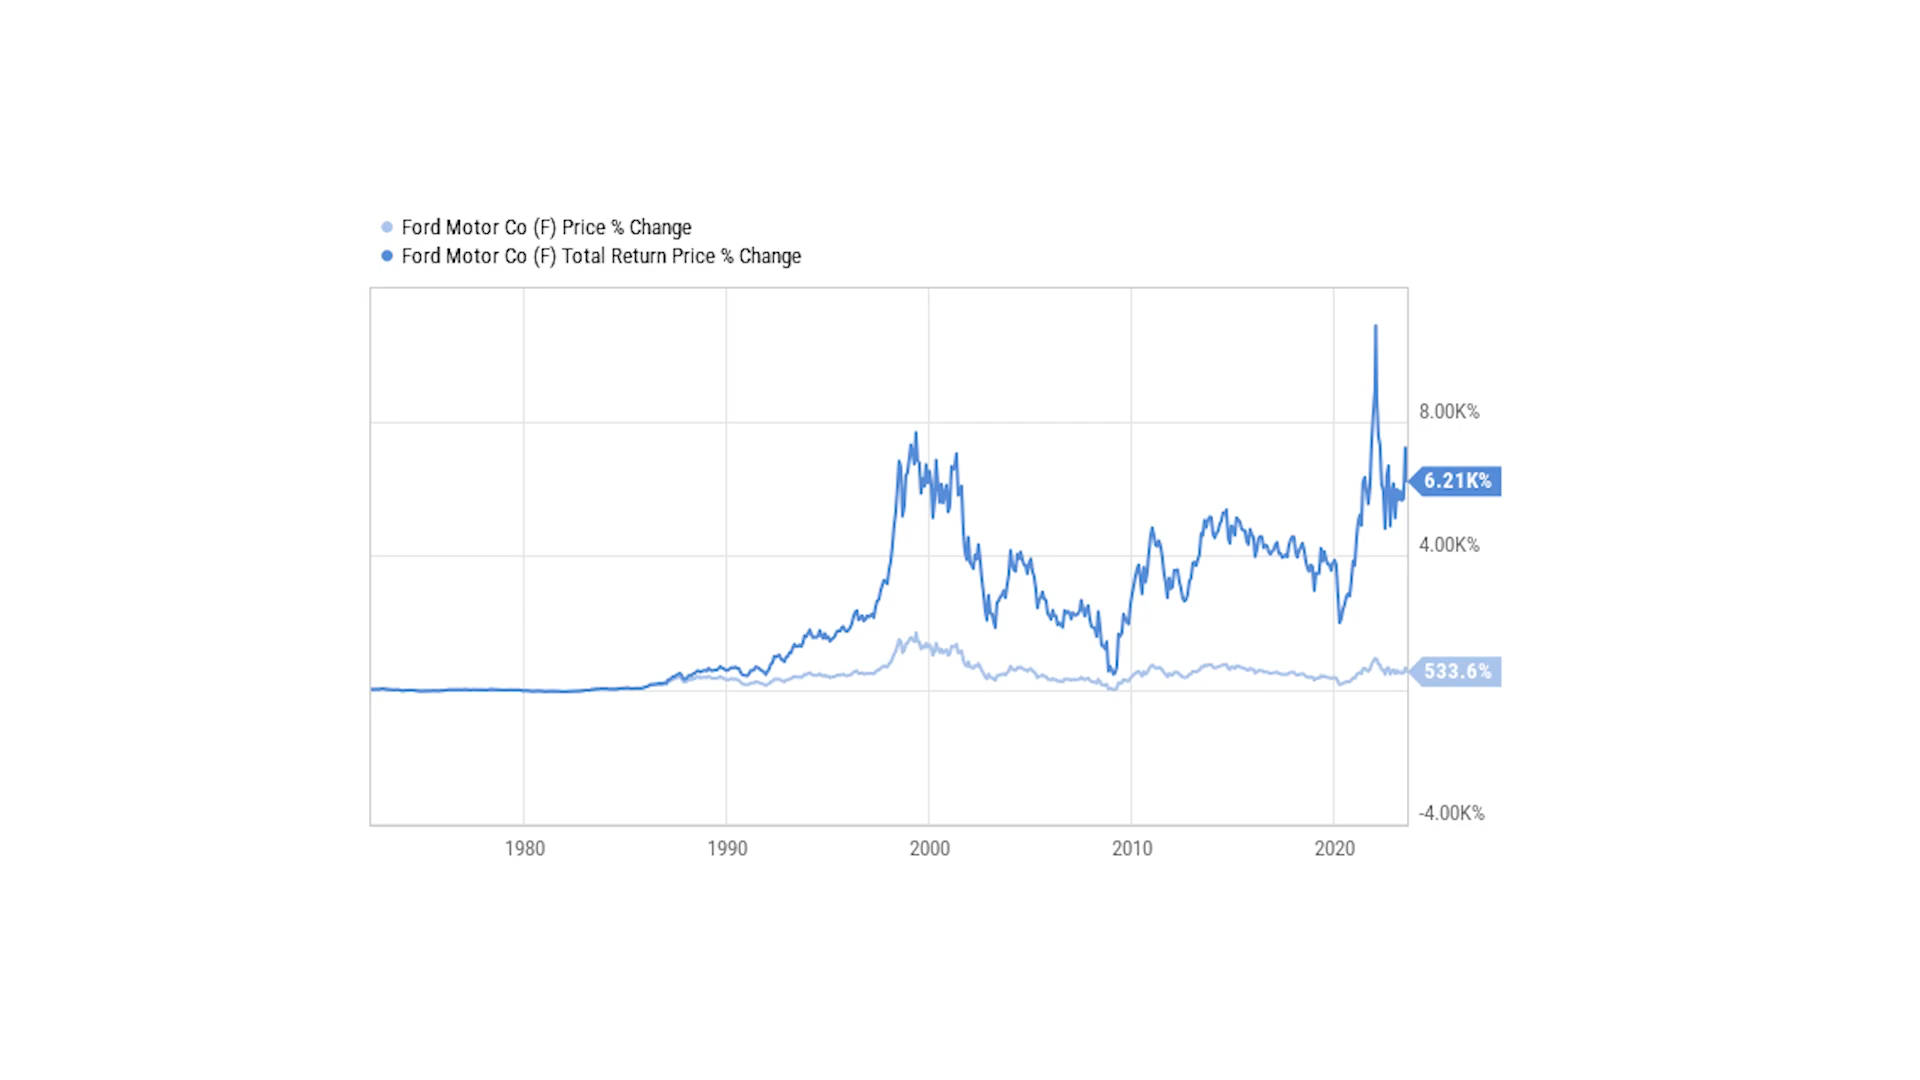 Ford Motor Co (F) Price % Change
Ford Motor Co (F) Total Return Price % Change
8.00K%
6.21K%
4.00K%
533.6%
-4.00K%
1980 1990 2000 2010 2020